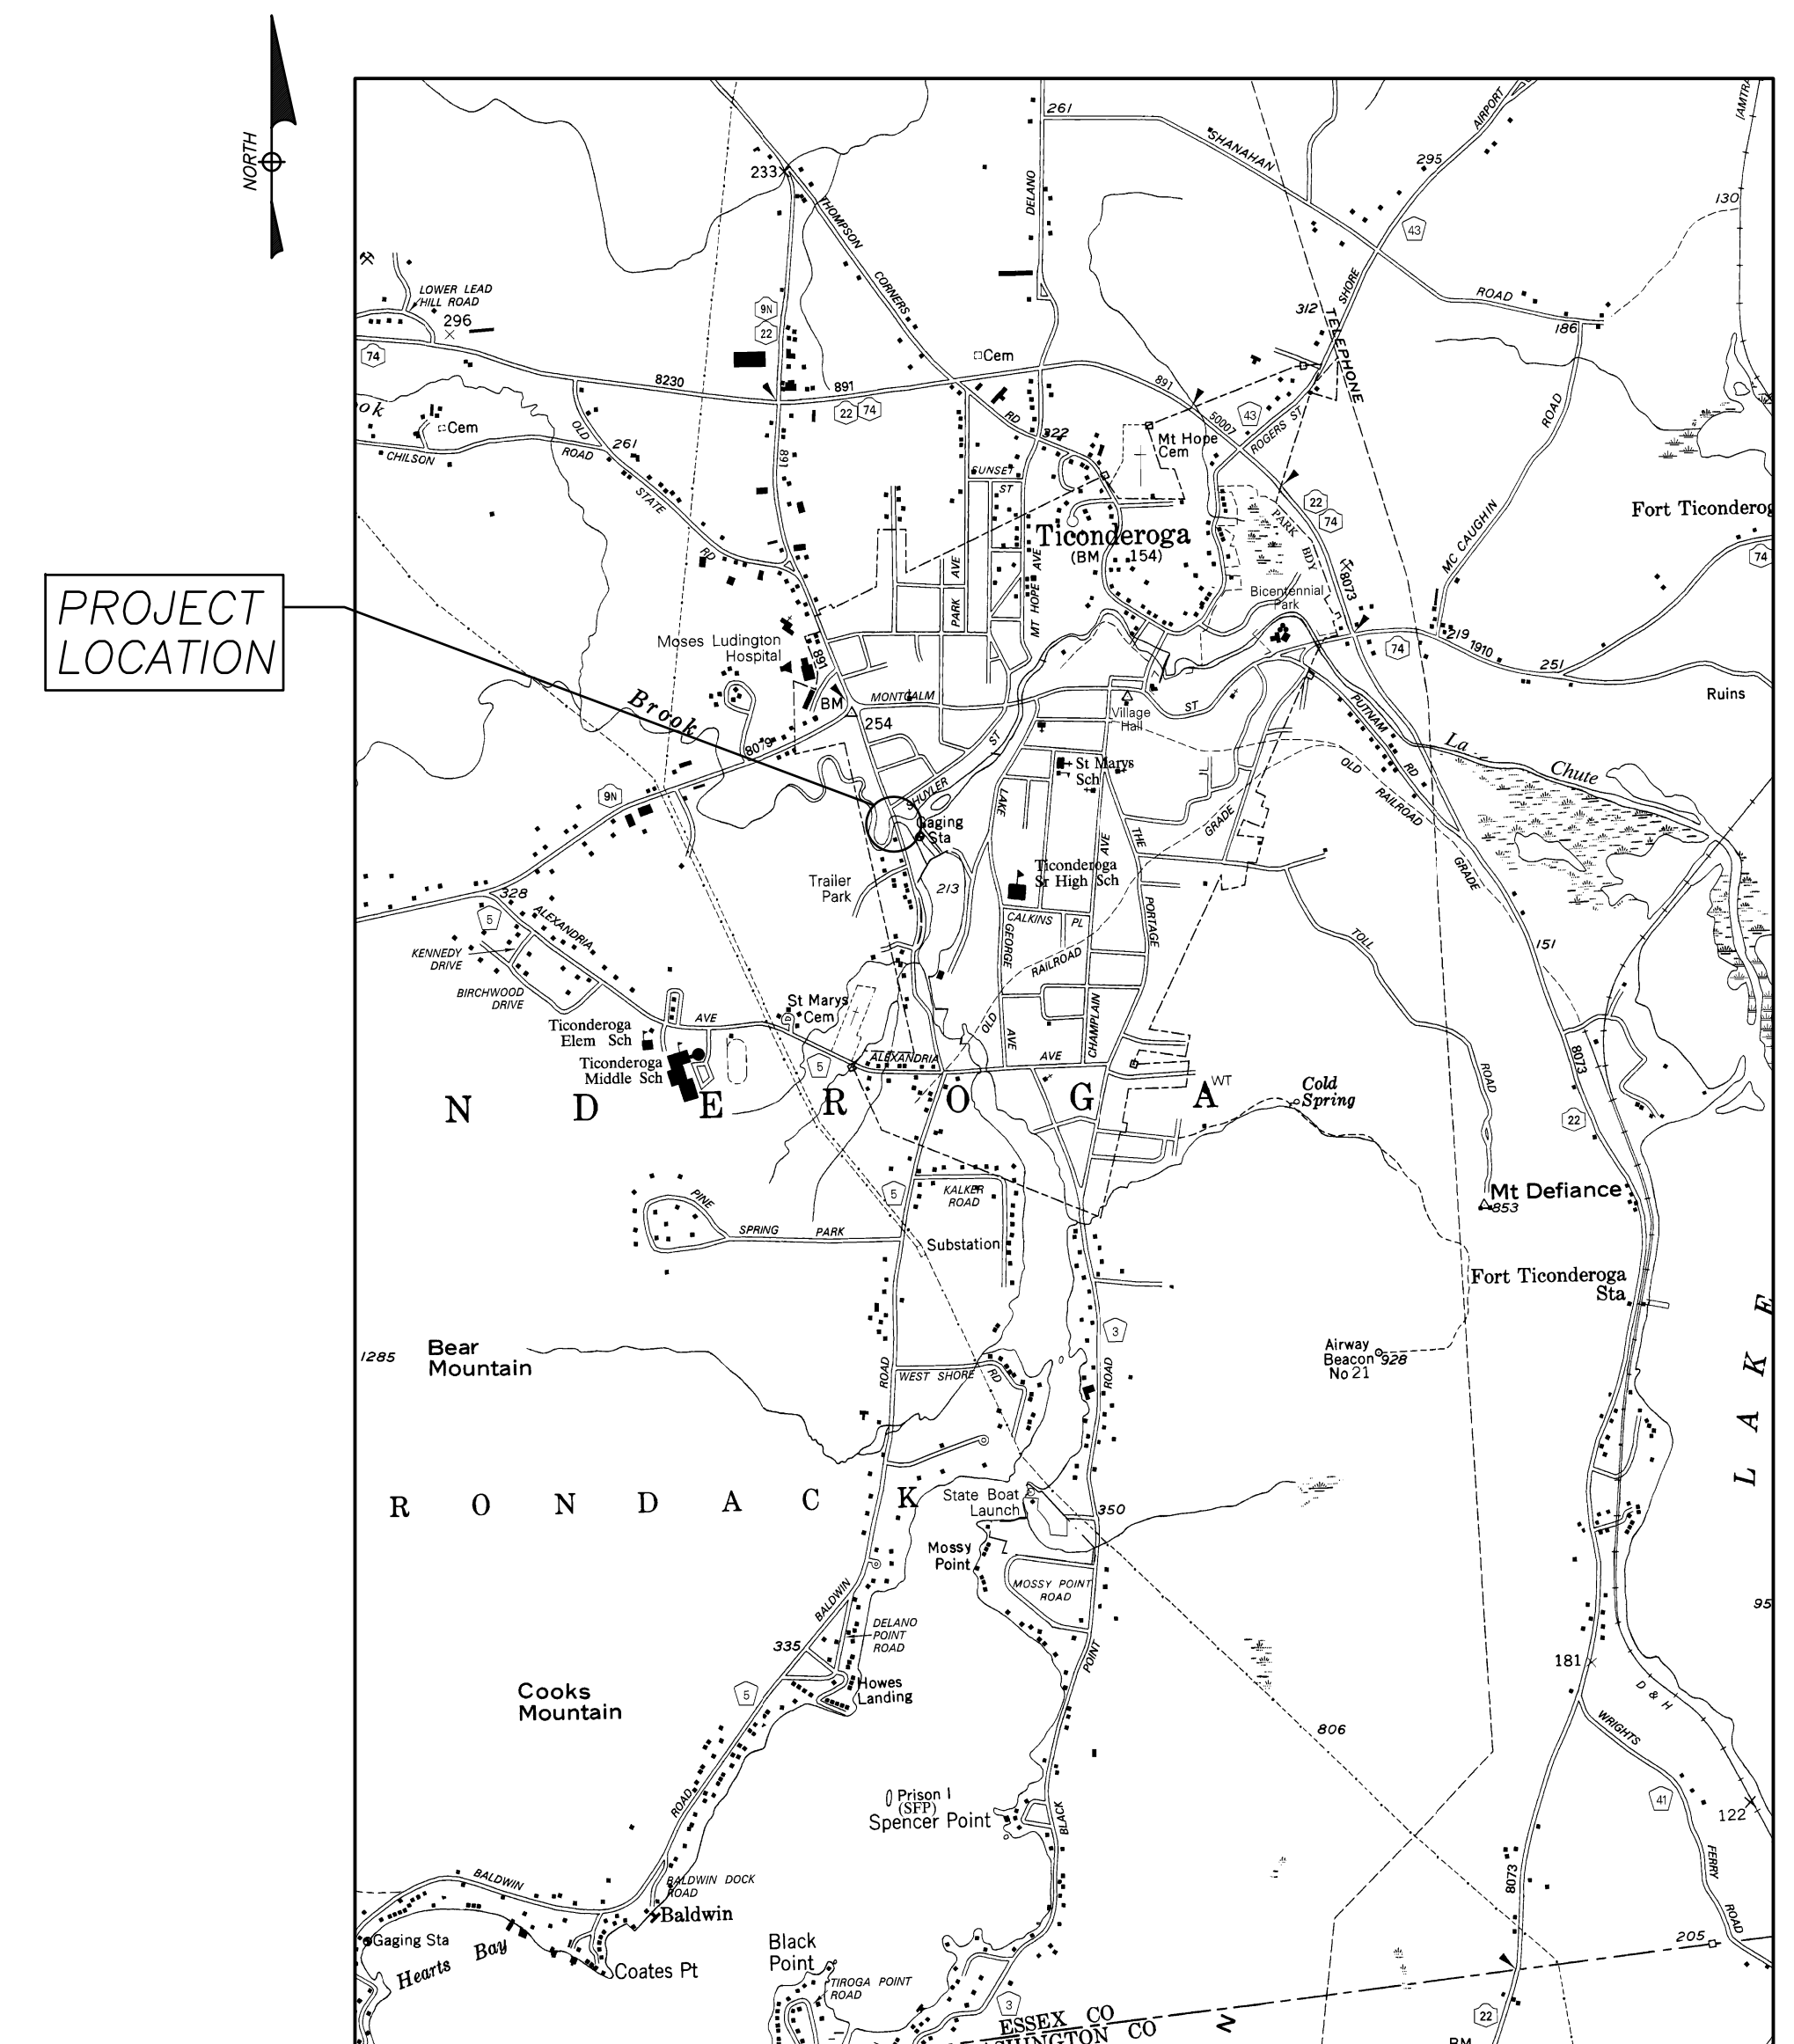 NORTH
261
SHANAHAN
AIRPORT
295
DELANO
130
43
233
THOMPSON
CORNERS
LOWER LEAD
HILL ROAD
296
9N
22
SHORE
312
TELEPHONE
ROAD
186
74
8230
891
22
74
Cem
891
ok
Cem
OLD
261
ROAD
CHILSON
STATE
RD
891
RD
322
SUNSET
ST
Mt Hope
Cem
50007
43
ROGERS ST
ROAD
22
74
PARK
BDY
MC CAUGHIN
Fort Ticonderog
74
Ticonderoga
(BM 154)
PARK
AVE
MT HOPE
AVE
8073
Bicentennial
Park
PROJECT
LOCATION
Moses Ludington
Hospital
891
219
1910
251
74
Ruins
Brook
BM
254
MONTCALM
ST
Village
Hall
PUTNAM
RD
La
Chute
8079
ST
St Marys
Sch
OLD
RAILROAD
GRADE
9N
SHUYLER
Gaging
Sta
LAKE
AVE
THE
GRADE
Ticonderoga
Sr High Sch
Trailer
Park
213
328
5
ALEXANDRIA
KENNEDY
DRIVE
BIRCHWOOD
DRIVE
CALKINS
PL
GEORGE
RAILROAD
PORTAGE
TOLL
151
St Marys
Cem
AVE
Ticonderoga
Elem Sch
Ticonderoga
Middle Sch
5
ALEXANDRIA
OLD
AVE
AVE
CHAMPLAIN
ROAD
8073
N D E R O G A
WT
Cold
Spring
22
5
KALKER
ROAD
PINE
SPRING PARK
Substation
Mt Defiance
853
Fort Ticonderoga
Sta
LAKE
1285
Bear
Mountain
3
Airway
Beacon
No 21
928
ROAD
WEST SHORE
RD
ROAD
R O N D A C K
State Boat
Launch
350
Mossy
Point
MOSSY POINT
ROAD
BALDWIN
DELANO
POINT
ROAD
335
95
POINT
181
Howes
Landing
5
Cooks
Mountain
D & H
WRIGHTS
806
ROAD
Prison I
(SFP)
Spencer Point
BLACK
41
122
FERRY
BALDWIN
BALDWIN DOCK
ROAD
Baldwin
8073
ROAD
205
Gaging Sta
Hearts Bay
Coates Pt
Black
Point
TIROGA POINT
ROAD
3
ESSEX CO
SHINGTON CO
N
22
BM